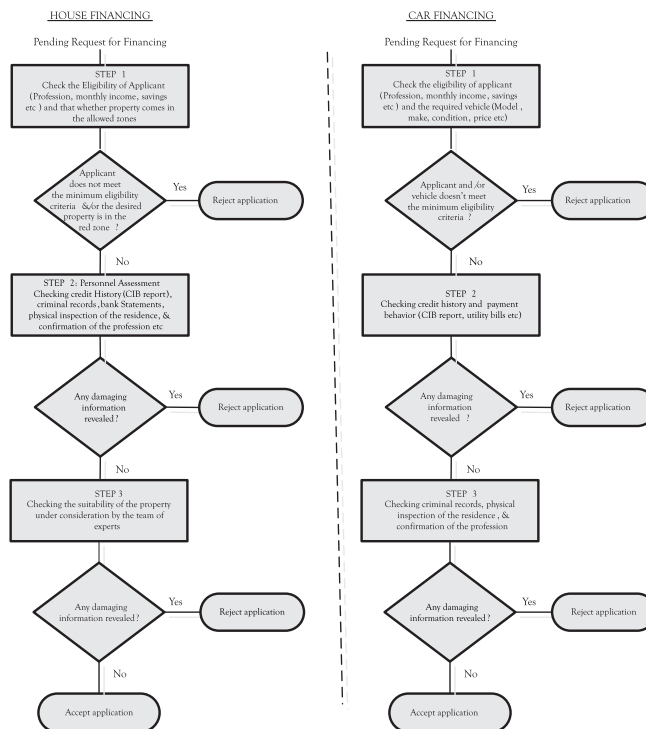 HOUSE FINANCING
Pending Request for Financing
STEP 1
Check the Eligibility of Applicant
(Profession, monthly income, savings
etc ) and that whether property comes in
the allowed zones
Applicant
does not meet
the minimum eligibility
criteria &/or the desired
property is in the
red zone ?
Yes
Reject application
No
STEP 2: Personnel Assessment
Checking credit History (CIB report),
criminal records, bank Statements,
physical inspection of the residence, &
confirmation of the profession etc
Any damaging
information
revealed?
Yes
Reject application
No
STEP 3
Checking the suitability of the property
under consideration by the team of
experts
Any damaging
information revealed?
Yes
Reject application
No
Accept application
CAR FINANCING
Pending Request for Financing
STEP 1
Check the eligibility of applicant
(Profession, monthly income, savings
etc ) and the required vehicle (Model ,
make, condition, price etc)
Applicant and /or
vehicle doesn't meet
the minimum eligibility
criteria ?
Yes
Reject application
No
STEP 2
Checking credit history and payment
behavior (CIB report, utility bills etc)
Any damaging
information
revealed ?
Yes
Reject application
No
STEP 3
Checking criminal records, physical
inspection of the residence , &
confirmation of the profession
Any damaging
information revealed?
Yes
Reject application
No
Accept application